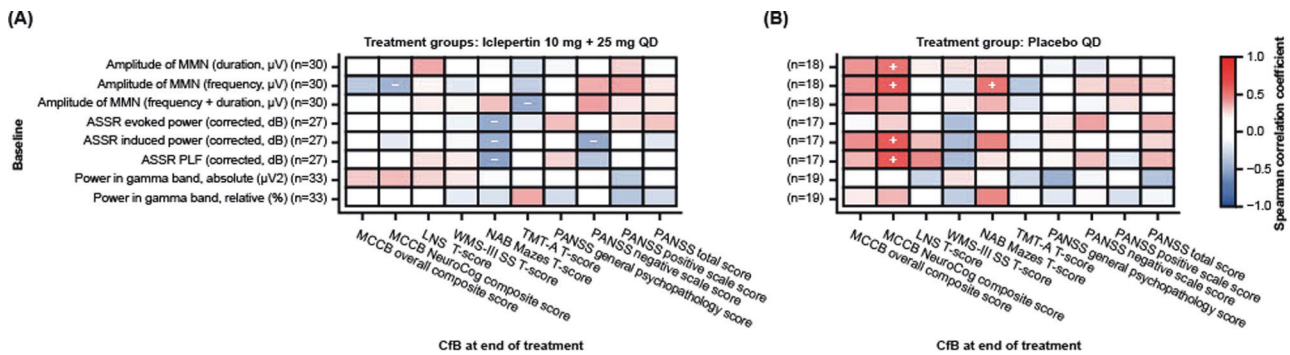 (A)
Treatment groups: Iclepertin 10 mg + 25 mg QD
Baseline
Amplitude of MMN (duration, µV) (n=30)
Amplitude of MMN (frequency, µV) (n=30)
Amplitude of MMN (frequency + duration, µV) (n=30)
ASSR evoked power (corrected, dB) (n=27)
ASSR induced power (corrected, dB) (n=27)
ASSR PLF (corrected, dB) (n=27)
Power in gamma band, absolute (µV2) (n=33)
Power in gamma band, relative (%) (n=33)
–
–
–
–
–
–
MCCB overall composite score
MCCB NeuroCog composite score
LNS T-score
WMS-III SS T-score
NAB Mazes T-score
TMT-A T-score
PANSS general psychopathology score
PANSS negative scale score
PANSS positive scale score
PANSS total score
CfB at end of treatment
(B)
Treatment group: Placebo QD
(n=18)
(n=18)
(n=18)
(n=17)
(n=17)
(n=17)
(n=19)
(n=19)
+
+ +
+
+
MCCB overall composite score
MCCB NeuroCog composite score
LNS T-score
WMS-III SS T-score
NAB Mazes T-score
TMT-A T-score
PANSS general psychopathology score
PANSS negative scale score
PANSS positive scale score
PANSS total score
CfB at end of treatment
1.0
0.5
0.0
−0.5
−1.0
Spearman correlation coefficient